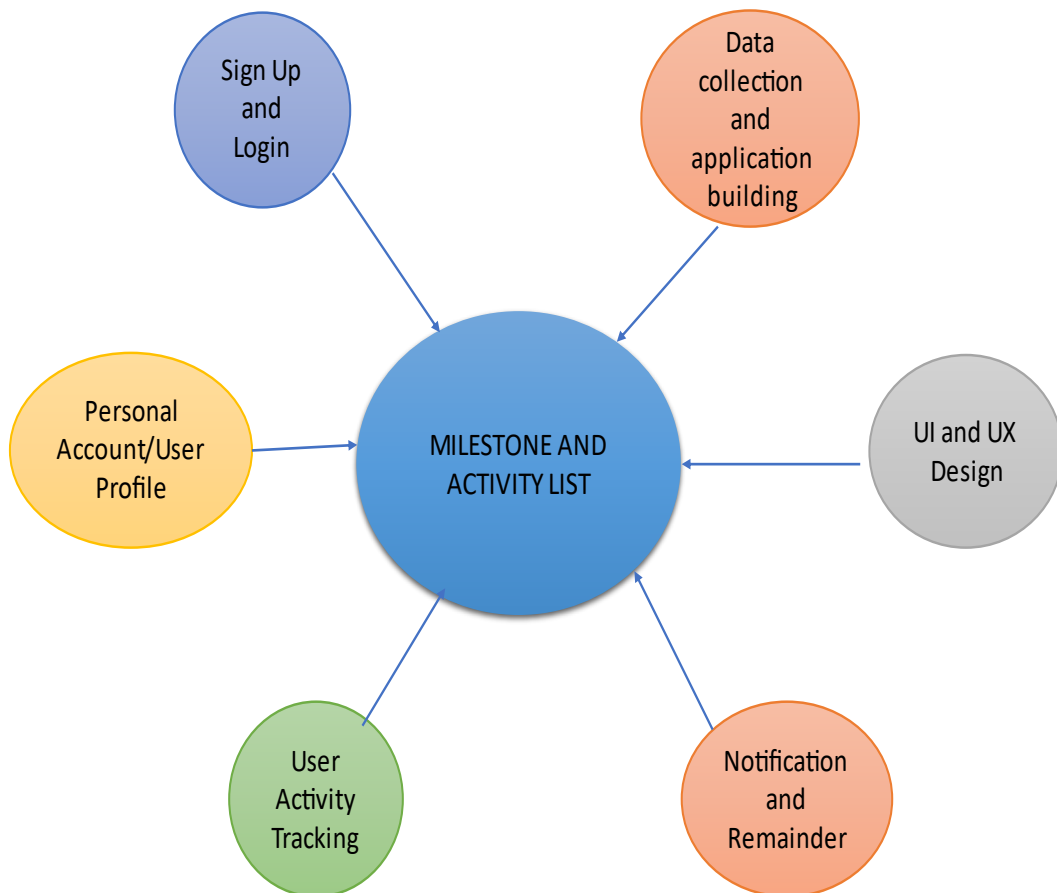 Sign Up
and
Login
Data
collection
and
application
building
Personal
Account/User
Profile
MILESTONE AND
ACTIVITY LIST
UI and UX
Design
User
Activity
Tracking
Notification
and
Remainder